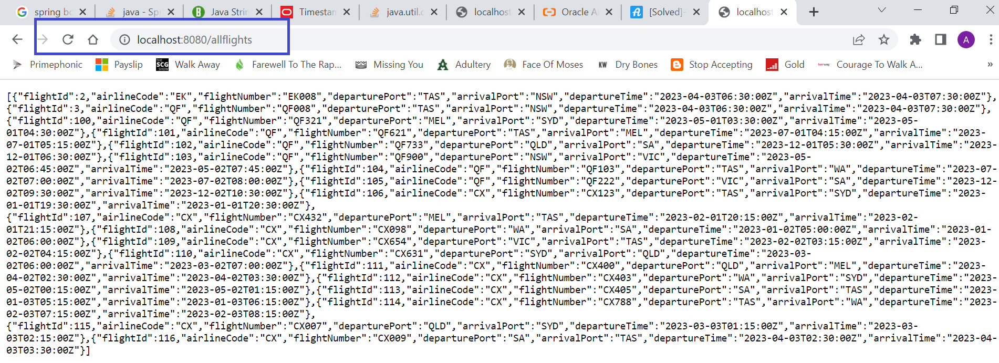 spring bo
java - Spr
Java Strin
Timestam
java.util.c
localhost
Oracle Ar
[Solved]-
localhost
localhost:8080/allflights
A
Primephonic
Payslip
THE SCG SHOW
Walk Away
Farewell To The Rap...
Missing You
Adultery
Face Of Moses
KW
Dry Bones
Stop Accepting
Gold
Courage To Walk A...
»
[{"flightId":2,"airlineCode":"EK","flightNumber":"EK008","departurePort":"TAS","arrivalPort":"NSW","departureTime":"2023-04-03T06:30:00Z","arrivalTime":"2023-04-03T07:30:00Z"},
{"flightId":3,"airlineCode":"QF","flightNumber":"QF008","departurePort":"TAS","arrivalPort":"NSW","departureTime":"2023-04-03T06:30:00Z","arrivalTime":"2023-04-03T07:30:00Z"},
{"flightId":100,"airlineCode":"QF","flightNumber":"QF321","departurePort":"MEL","arrivalPort":"SYD","departureTime":"2023-05-01T03:30:00Z","arrivalTime":"2023-05-
01T04:30:00Z"},{"flightId":101,"airlineCode":"QF","flightNumber":"QF621","departurePort":"TAS","arrivalPort":"MEL","departureTime":"2023-07-01T04:15:00Z","arrivalTime":"2023-
07-01T05:15:00Z"},{"flightId":102,"airlineCode":"QF","flightNumber":"QF733","departurePort":"QLD","arrivalPort":"SA","departureTime":"2023-12-01T05:30:00Z","arrivalTime":"2023-
12-01T06:30:00Z"},{"flightId":103,"airlineCode":"QF","flightNumber":"QF900","departurePort":"NSW","arrivalPort":"VIC","departureTime":"2023-05-
02T06:45:00Z","arrivalTime":"2023-05-02T07:45:00Z"},{"flightId":104,"airlineCode":"QF","flightNumber":"QF103","departurePort":"TAS","arrivalPort":"WA","departureTime":"2023-07-
02T07:00:00Z","arrivalTime":"2023-07-02T08:00:00Z"},{"flightId":105,"airlineCode":"QF","flightNumber":"QF222","departurePort":"VIC","arrivalPort":"SA","departureTime":"2023-12-
02T09:30:00Z","arrivalTime":"2023-12-02T10:30:00Z"},{"flightId":106,"airlineCode":"CX","flightNumber":"CX123","departurePort":"TAS","arrivalPort":"SYD","departureTime":"2023-
01-01T19:30:00Z","arrivalTime":"2023-01-01T20:30:00Z"},
{"flightId":107,"airlineCode":"CX","flightNumber":"CX432","departurePort":"MEL","arrivalPort":"TAS","departureTime":"2023-02-01T20:15:00Z","arrivalTime":"2023-02-
01T21:15:00Z"},{"flightId":108,"airlineCode":"CX","flightNumber":"CX098","departurePort":"WA","arrivalPort":"SA","departureTime":"2023-01-02T05:00:00Z","arrivalTime":"2023-01-
02T06:00:00Z"},{"flightId":109,"airlineCode":"CX","flightNumber":"CX654","departurePort":"VIC","arrivalPort":"TAS","departureTime":"2023-02-02T03:15:00Z","arrivalTime":"2023-
02-02T04:15:00Z"},{"flightId":110,"airlineCode":"CX","flightNumber":"CX631","departurePort":"SYD","arrivalPort":"QLD","departureTime":"2023-03-
02T06:00:00Z","arrivalTime":"2023-03-02T07:00:00Z"},{"flightId":111,"airlineCode":"CX","flightNumber":"CX400","departurePort":"QLD","arrivalPort":"MEL","departureTime":"2023-
04-02T02:30:00Z","arrivalTime":"2023-04-02T03:30:00Z"},{"flightId":112,"airlineCode":"CX","flightNumber":"CX403","departurePort":"WA","arrivalPort":"SYD","departureTime":"2023-
05-02T00:15:00Z","arrivalTime":"2023-05-02T01:15:00Z"},{"flightId":113,"airlineCode":"CX","flightNumber":"CX405","departurePort":"SA","arrivalPort":"TAS","departureTime":"2023-
01-03T05:15:00Z","arrivalTime":"2023-01-03T06:15:00Z"},{"flightId":114,"airlineCode":"CX","flightNumber":"CX788","departurePort":"TAS","arrivalPort":"WA","departureTime":"2023-
02-03T07:15:00Z","arrivalTime":"2023-02-03T08:15:00Z"},
{"flightId":115,"airlineCode":"CX","flightNumber":"CX007","departurePort":"QLD","arrivalPort":"SYD","departureTime":"2023-03-03T01:15:00Z","arrivalTime":"2023-03-
03T02:15:00Z"},{"flightId":116,"airlineCode":"CX","flightNumber":"CX009","departurePort":"SA","arrivalPort":"TAS","departureTime":"2023-04-03T02:30:00Z","arrivalTime":"2023-04-
03T03:30:00Z"}]